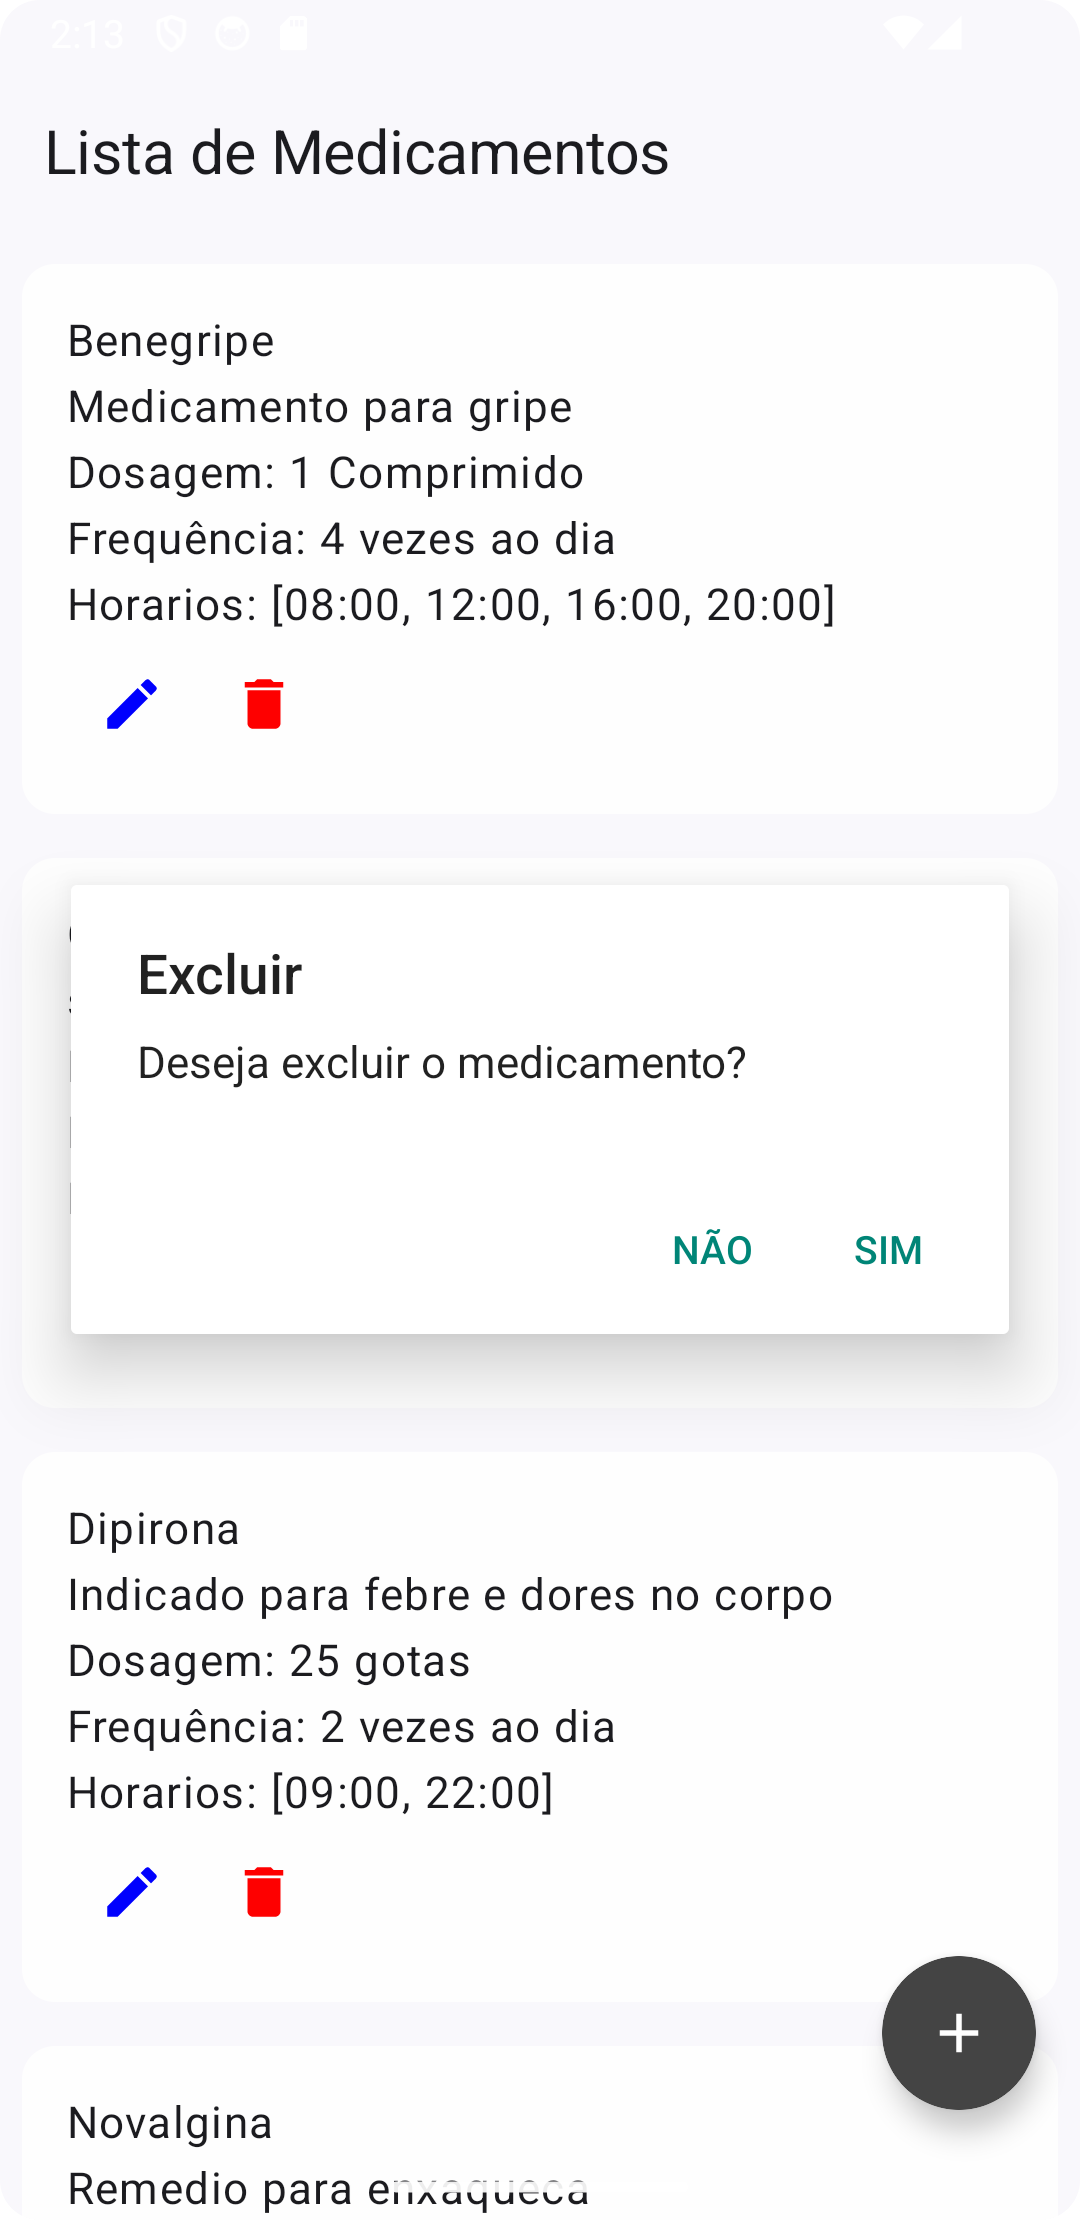 2:13
Lista de Medicamentos
Benegripe
Medicamento para gripe
Dosagem: 1 Comprimido
Frequência: 4 vezes ao dia
Horarios: [08:00, 12:00, 16:00, 20:00]
Excluir
Deseja excluir o medicamento?
NÃO SIM
Dipirona
Indicado para febre e dores no corpo
Dosagem: 25 gotas
Frequência: 2 vezes ao dia
Horarios: [09:00, 22:00]
Novalgina
Remedio para enxaqueca